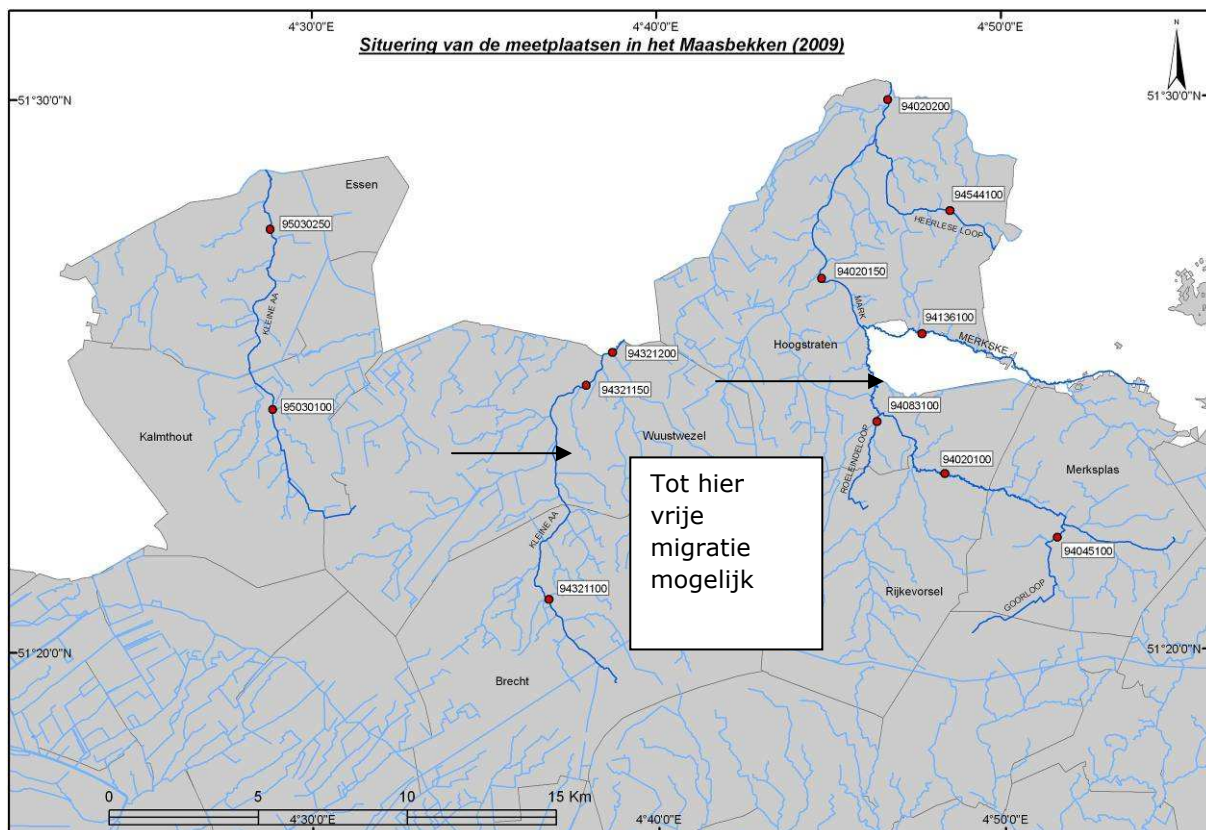 4°30'0"E
4°40'0"E
4°50'0"E
N
Situering van de meetplaatsen in het Maasbekken (2009)
51°30'0"N
51°30'0"N
94020200
Essen
94544100
95030250
HEERLESE LOOP
94020150
KLEINE AA
MARK
94136100
MERKSKE
Hoogstraten
94321200
94321150
95030100
94083100
Kalmthout
Wuustwezel
ROELEINDELOOP
94020100
Merksplas
Tot hier
vrije
migratie
mogelijk
KLEINE AA
94045100
94321100
GOORLOOP
Rijkevorsel
51°20'0"N
51°20'0"N
Brecht
0
5
10
15 Km
4°30'0"E
4°40'0"E
4°50'0"E